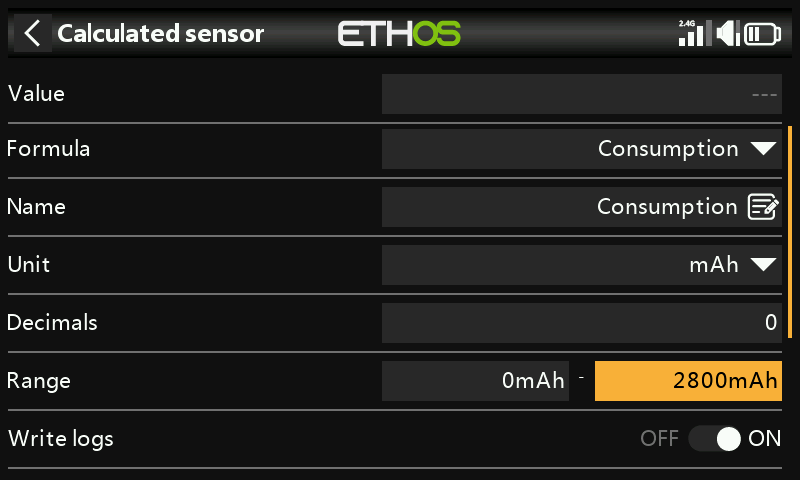 Calculated sensor ETHOS 2.4G
Value ---
Formula Consumption
Name Consumption
Unit mAh
Decimals 0
Range 0mAh - 2800mAh
Write logs OFF ON